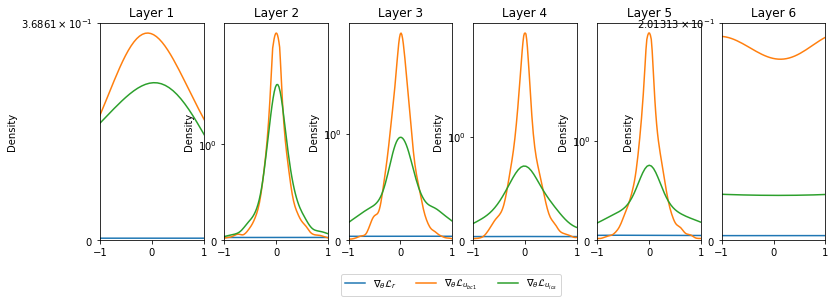 Layer 1 Layer 2 Layer 3 Layer 4 Layer 5 Layer 6
3.6861 × 10⁻¹ 2.01313 × 10⁻¹
Density Density Density Density Density Density
10⁰ 10⁰ 10⁰ 10⁰
0 0 0 0 0 0
−1 0 1 −1 0 1 −1 0 1 −1 0 1 −1 0 1 −1 0 1
∇θℒr ∇θℒu_bc1 ∇θℒu_ics